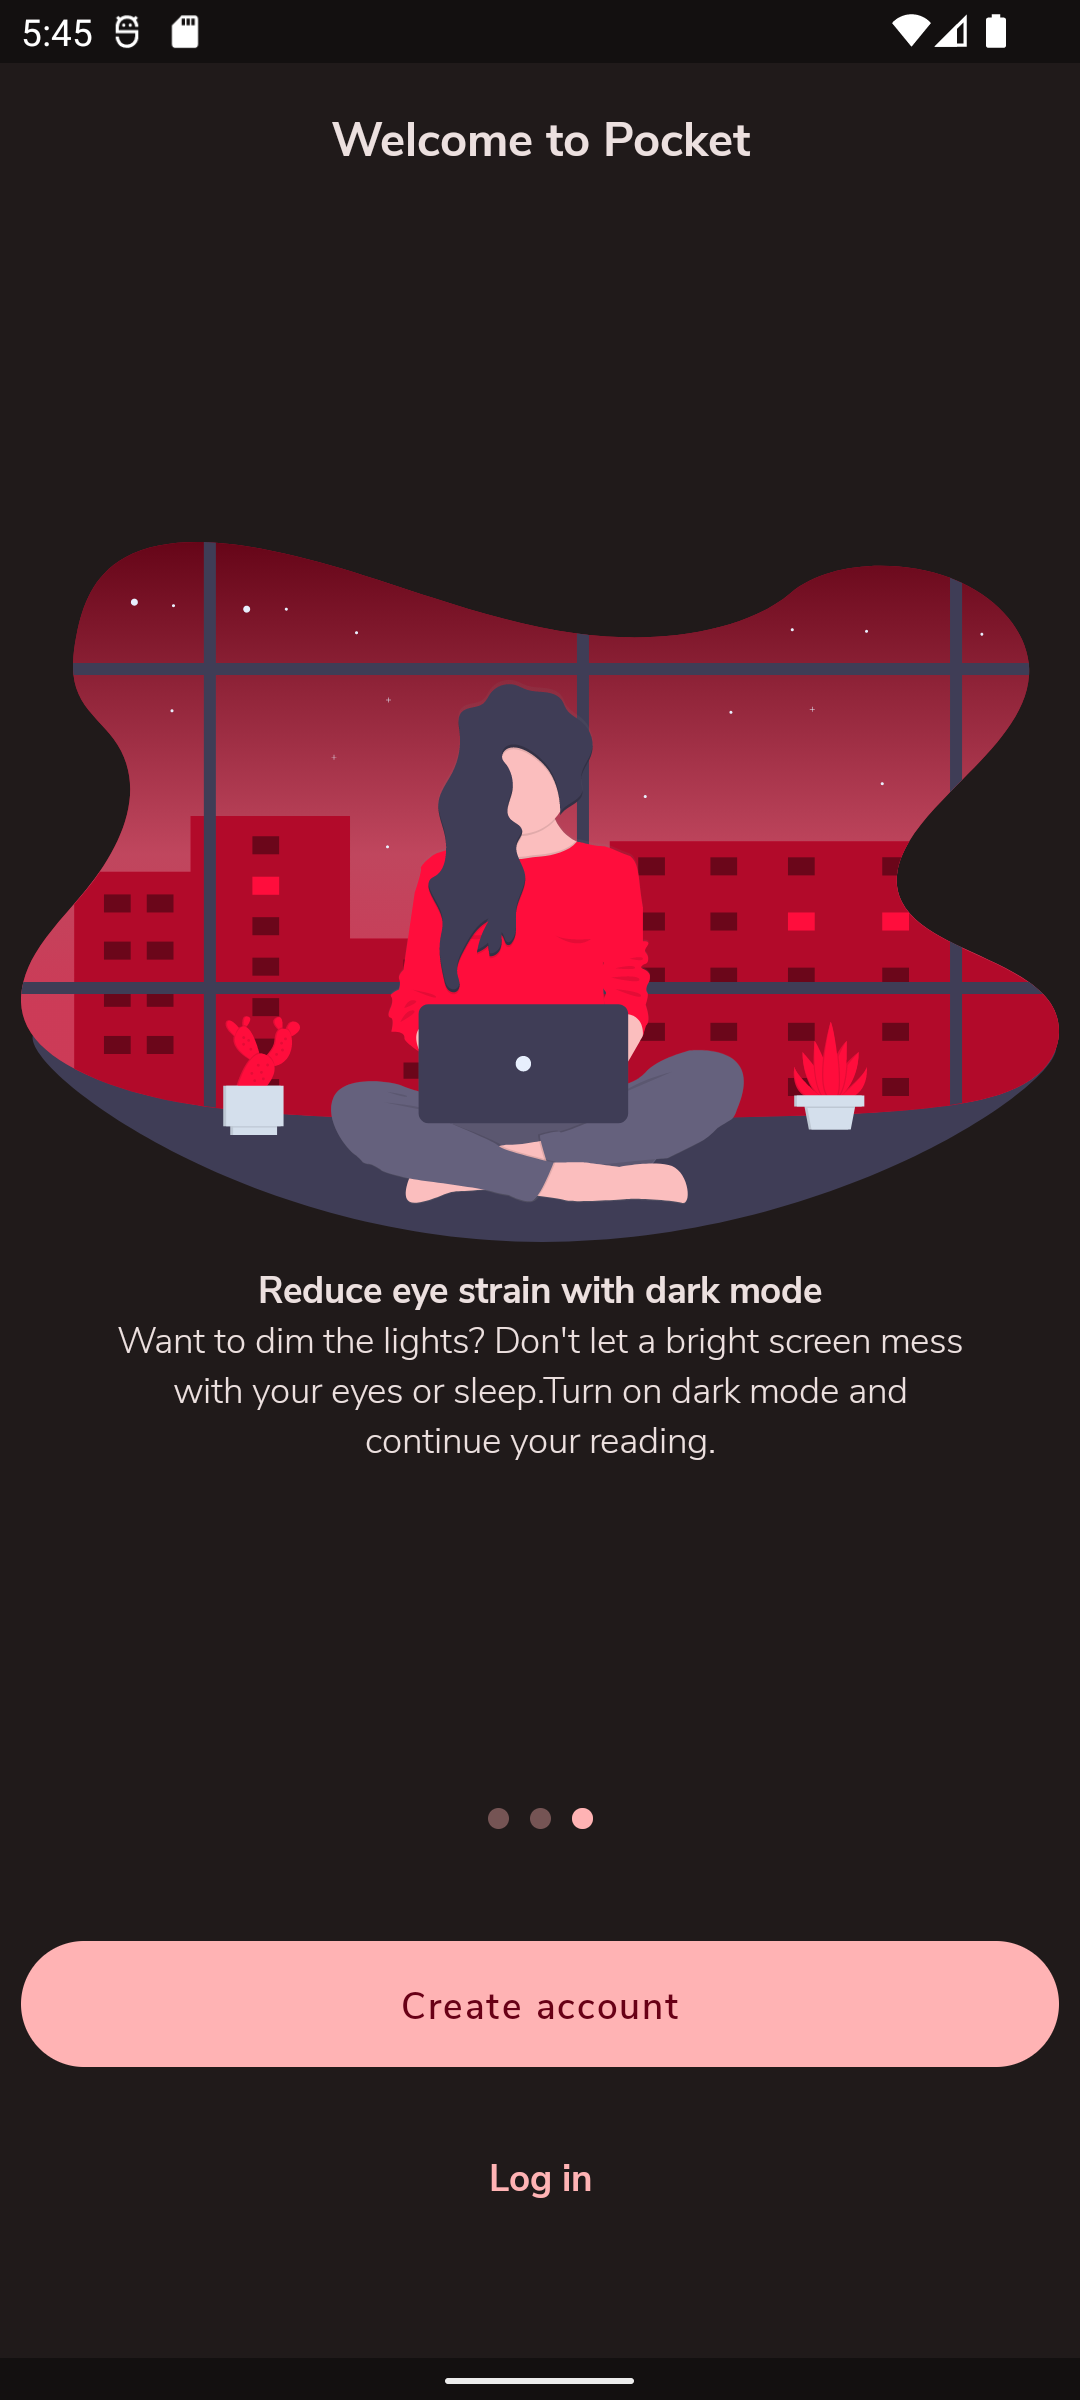 5:45
Welcome to Pocket
Reduce eye strain with dark mode
Want to dim the lights? Don't let a bright screen mess
with your eyes or sleep.Turn on dark mode and
continue your reading.
Create account
Log in